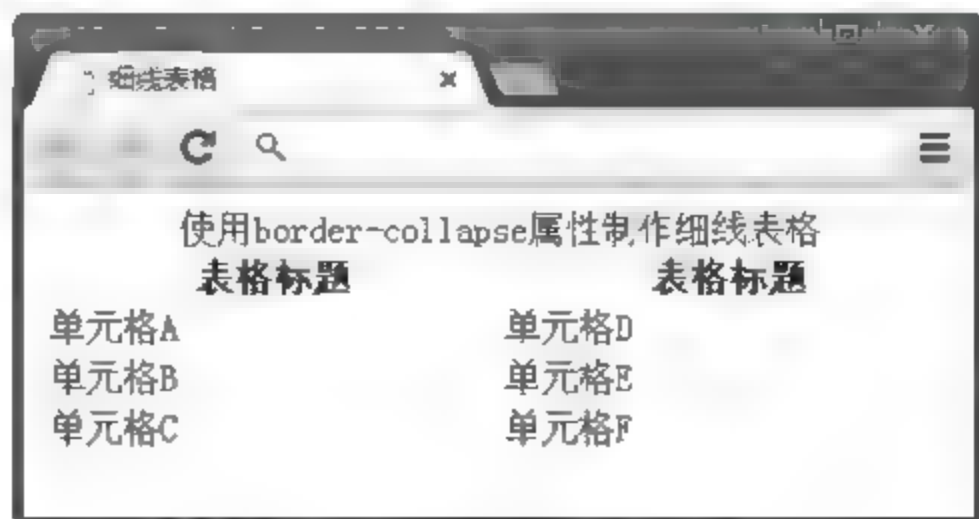 细线表格
使用border-collapse属性制作细线表格
表格标题 表格标题
单元格A 单元格D
单元格B 单元格E
单元格C 单元格F